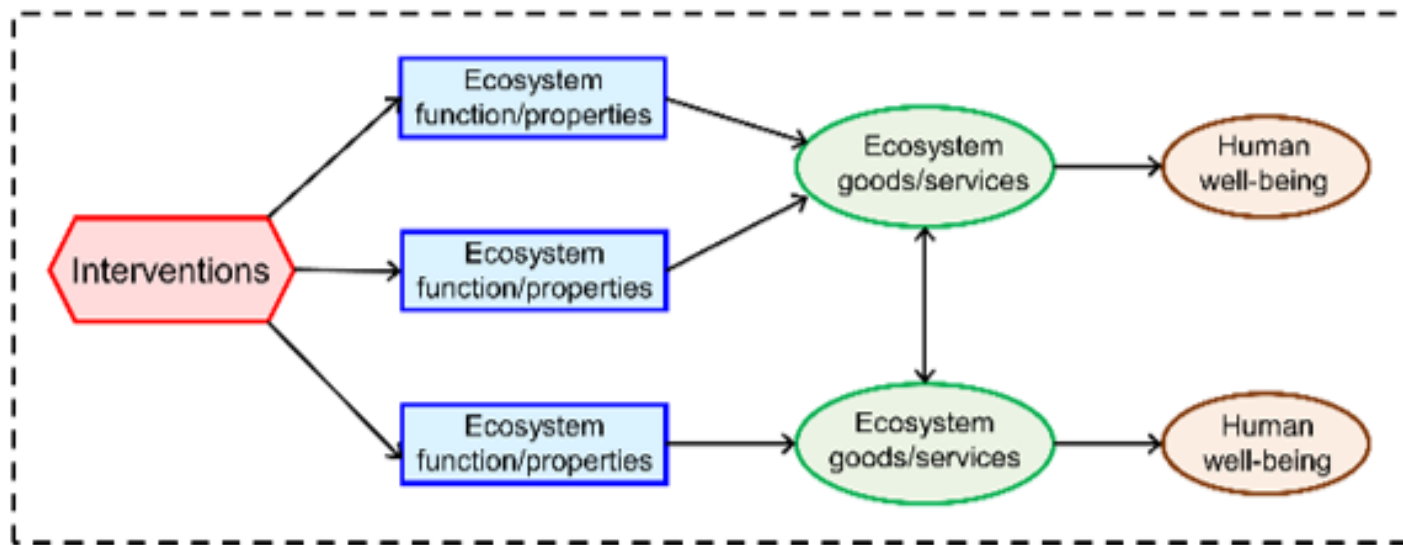 Interventions
Ecosystem
function/properties
Ecosystem
function/properties
Ecosystem
function/properties
Ecosystem
goods/services
Ecosystem
goods/services
Human
well-being
Human
well-being